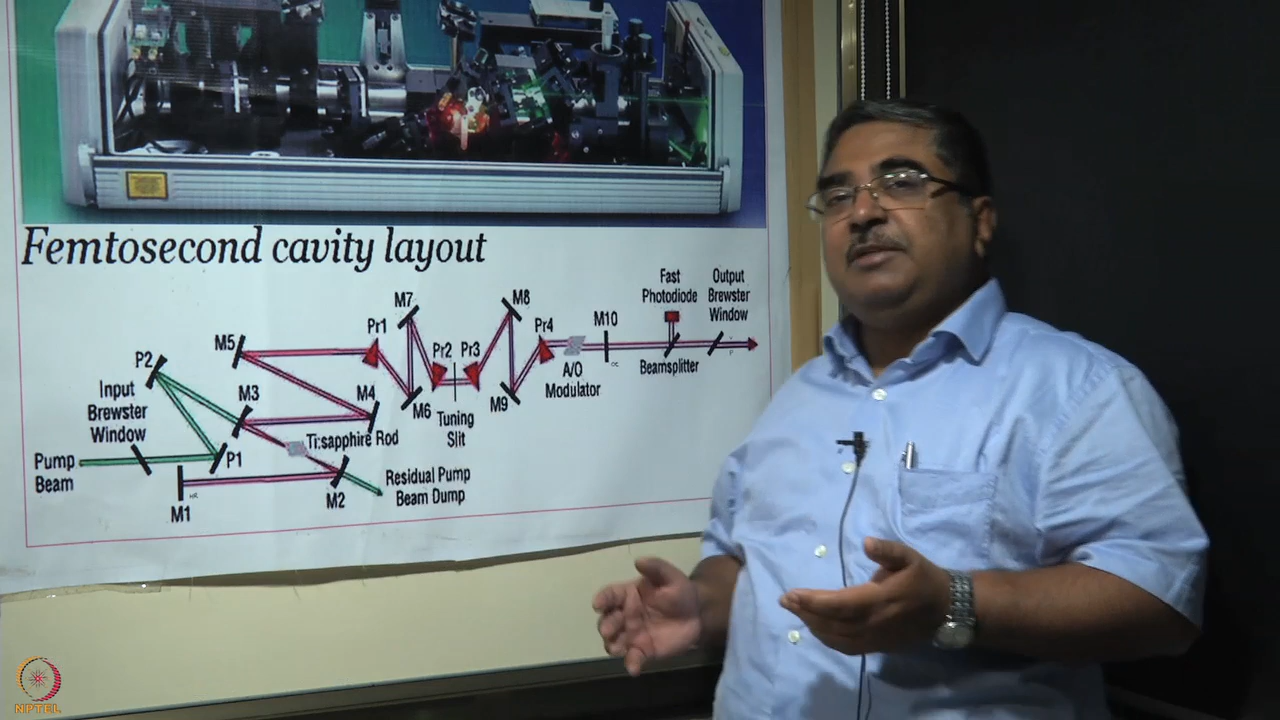 Femtosecond cavity layout
Fast
Photodiode
Output
Brewster
Window
M7
M8
Pr1
M10
Pr4
M5
Pr2
Pr3
P2
Beamsplitter
A/O
Modulator
Input
Brewster
Window
M3
M4
M6
M9
Tuning
Slit
Ti:sapphire Rod
Pump
Beam
P1
HR
M1
M2
Residual Pump
Beam Dump
OC
NPTEL